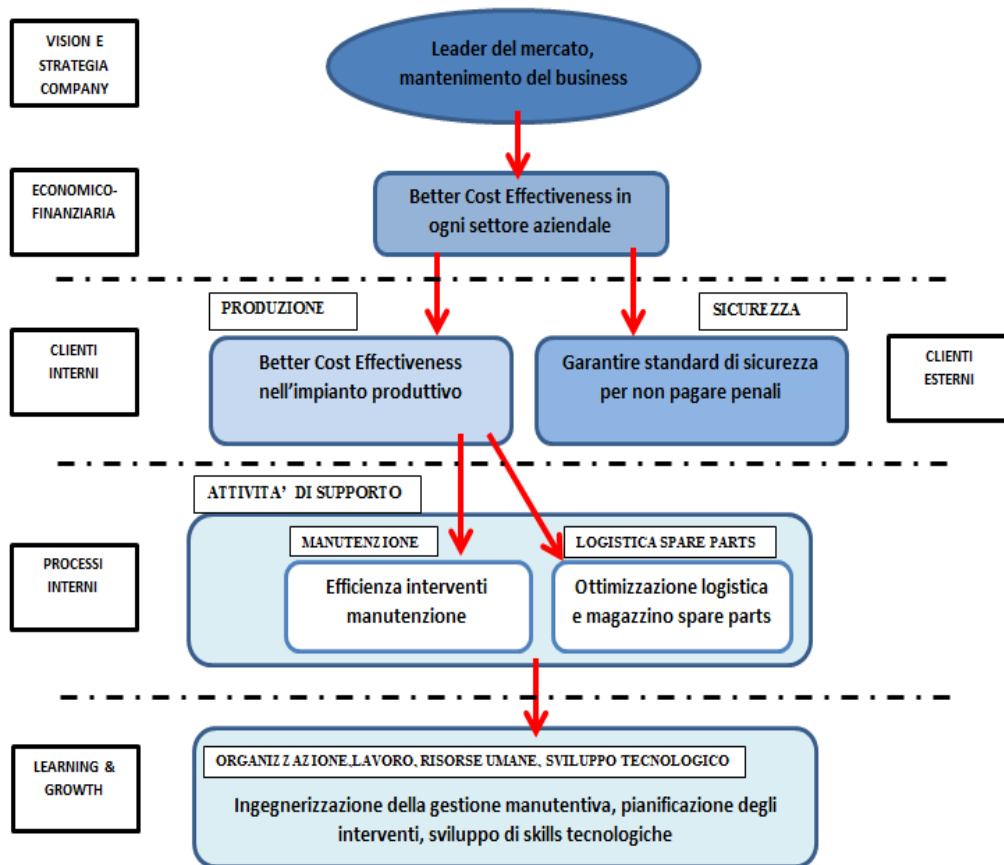 VISION E
STRATEGIA
COMPANY
Leader del mercato,
mantenimento del business
ECONOMICO-
FINANZIARIA
Better Cost Effectiveness in
ogni settore aziendale
PRODUZIONE
SICUREZZA
CLIENTI
INTERNI
Better Cost Effectiveness
nell'impianto produttivo
Garantire standard di sicurezza
per non pagare penali
CLIENTI
ESTERNI
ATTIVITA' DI SUPPORTO
MANUTENZIONE
LOGISTICA SPARE PARTS
PROCESSI
INTERNI
Efficienza interventi
manutenzione
Ottimizzazione logistica
e magazzino spare parts
LEARNING &
GROWTH
ORGANIZZAZIONE,LAVORO, RISORSE UMANE, SVILUPPO TECNOLOGICO
Ingegnerizzazione della gestione manutentiva, pianificazione degli
interventi, sviluppo di skills tecnologiche